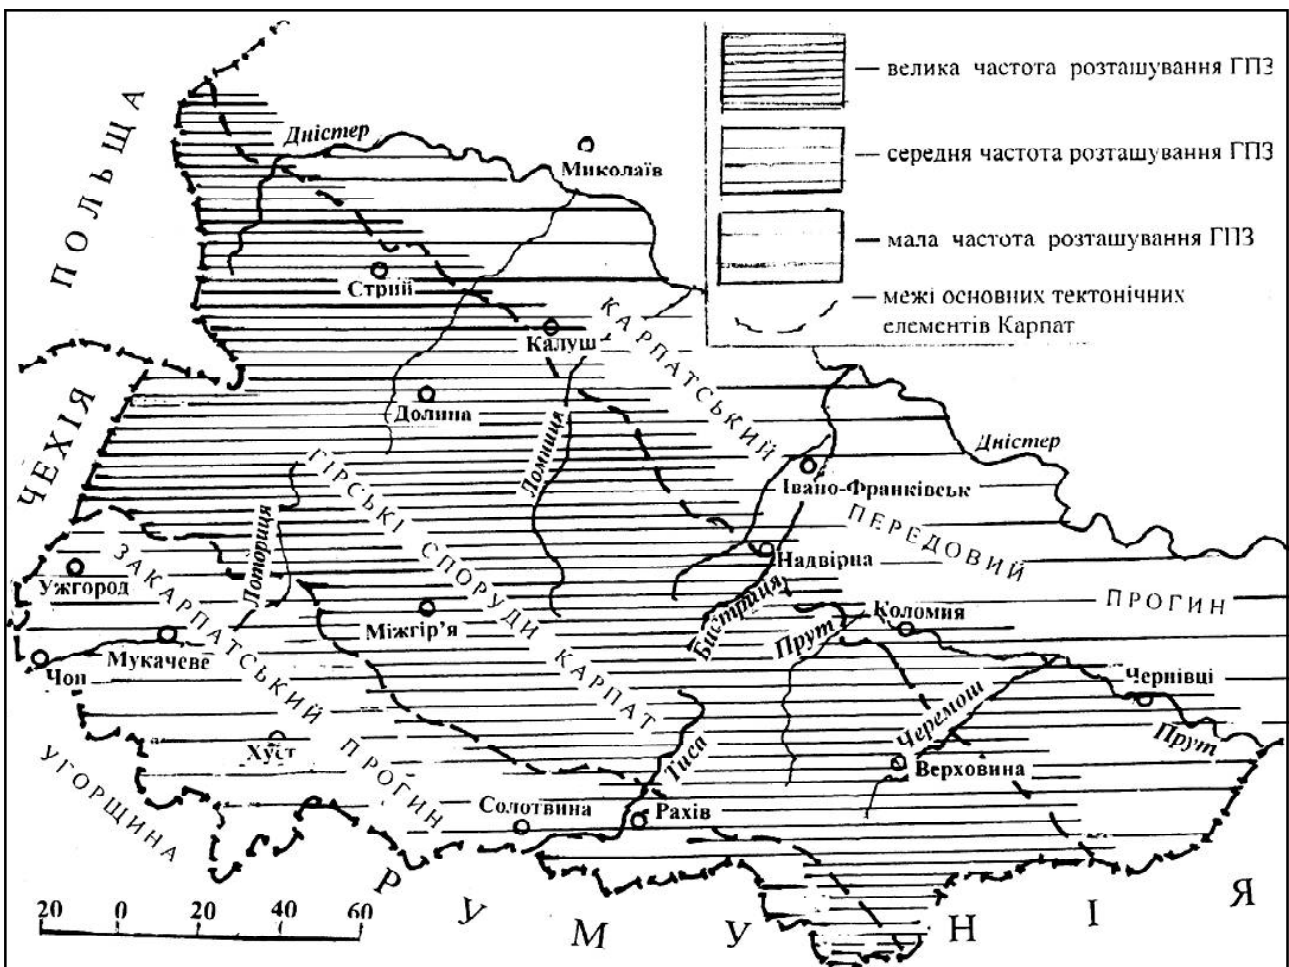 велика частота розташування ГПЗ
середня частота розташування ГПЗ
мала частота розташування ГПЗ
межі основних тектонічних
елементів Карпат
ПОЛЬЩА
Дністер
Миколаїв
Стрий
КАРПАТСЬКИЙ
Калуш
ЧЕХІЯ
Долина
Ломниця
Дністер
ГІРСЬКІ СПОРУДИ КАРПАТ
Івано-Франківськ
ПЕРЕДОВИЙ
ПРОГИН
Лоториця
ЗАКАРПАТСЬКИЙ ПРОГИН
Надвірна
Ужгород
Бистриця
Коломия
Міжгір’я
Прут
Мукачеве
Чоп
Чернівці
Черемош
Прут
УГОРЩИНА
Хуст
Тиса
Верховина
Солотвина
Рахів
РУМУНІЯ
20 0 20 40 60